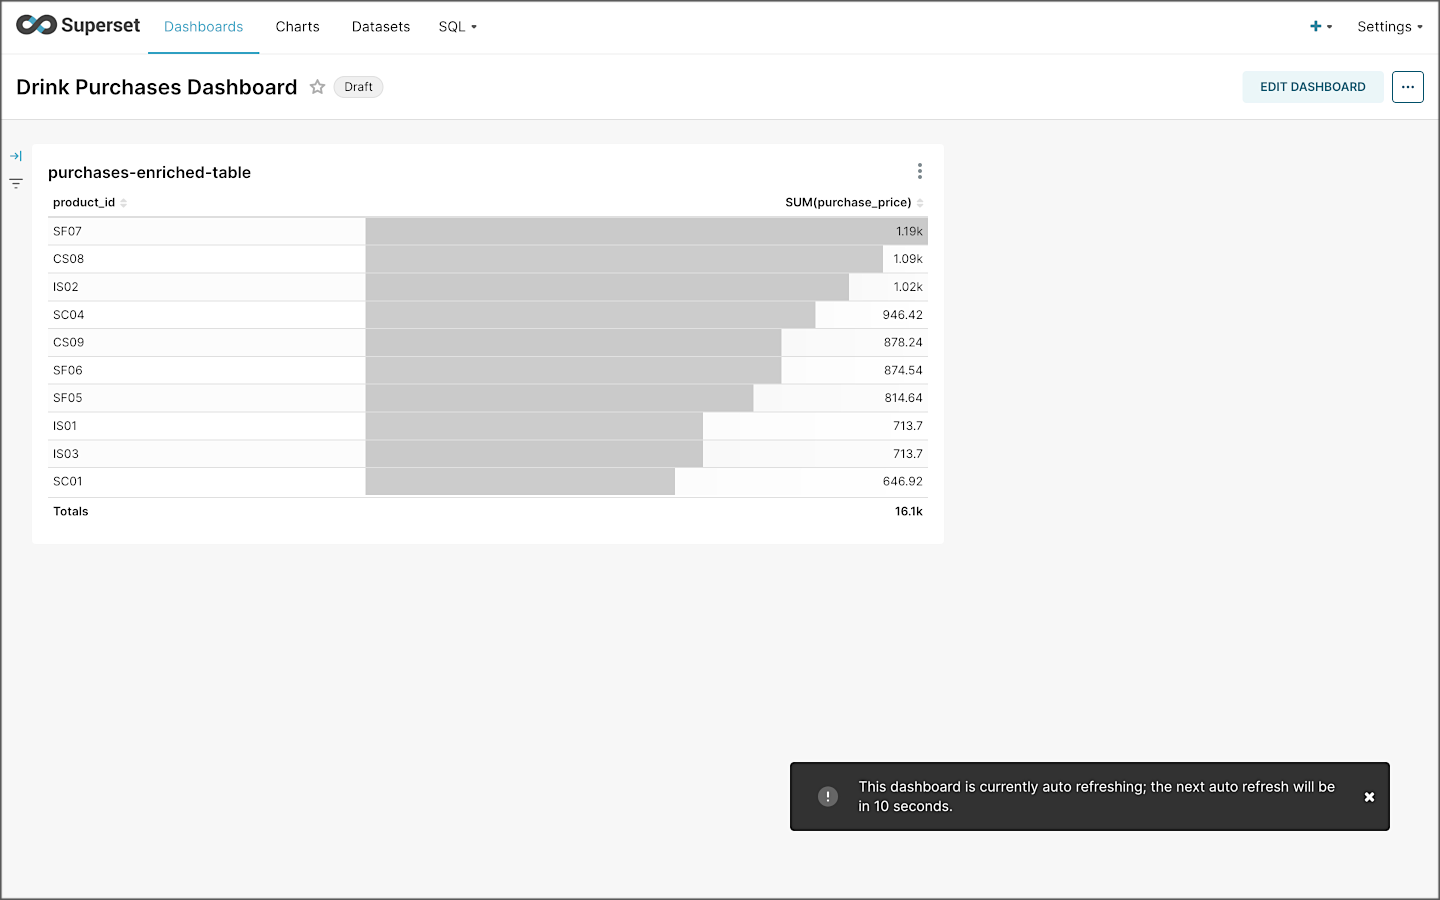 Superset Dashboards Charts Datasets SQL Settings
Drink Purchases Dashboard Draft EDIT DASHBOARD
purchases-enriched-table
product_id SUM(purchase_price)
SF07 1.19k
CS08 1.09k
IS02 1.02k
SC04 946.42
CS09 878.24
SF06 874.54
SF05 814.64
IS01 713.7
IS03 713.7
SC01 646.92
Totals 16.1k
This dashboard is currently auto refreshing; the next auto refresh will be
in 10 seconds.